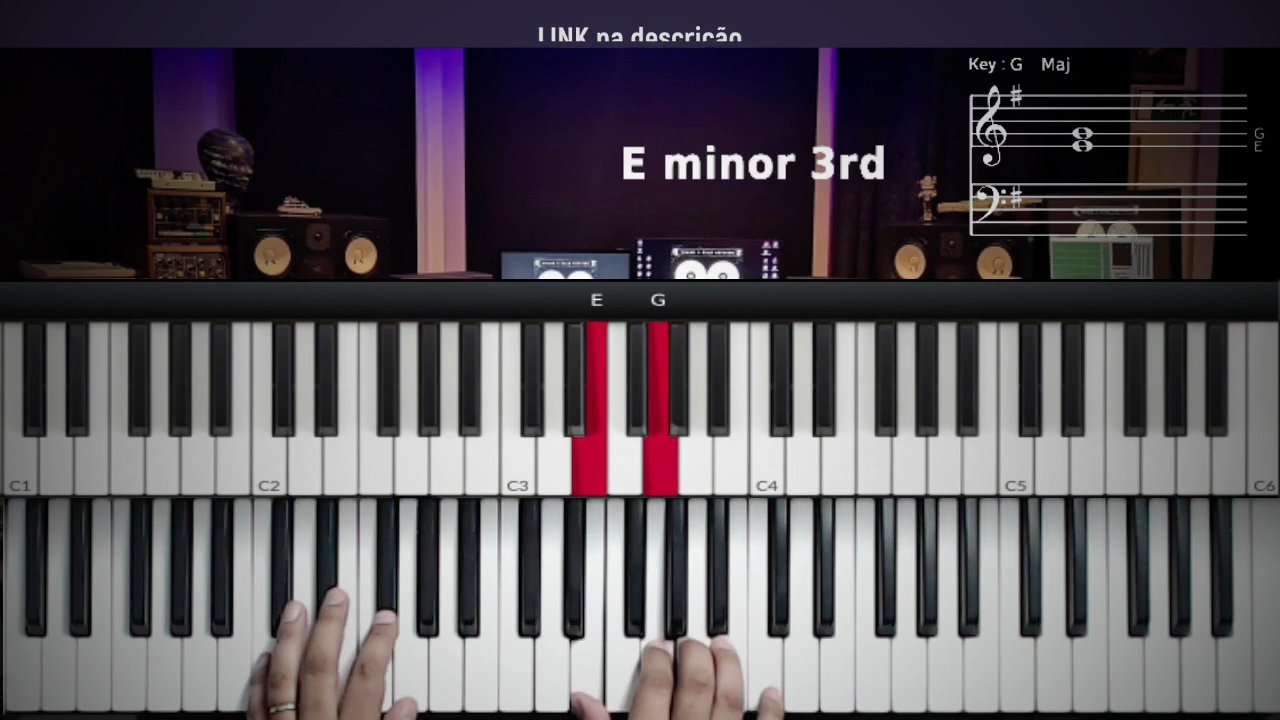 LINK na descrição
Key : G Maj
E minor 3rd
G
E
E G
C1 C2 C3 C4 C5 C6